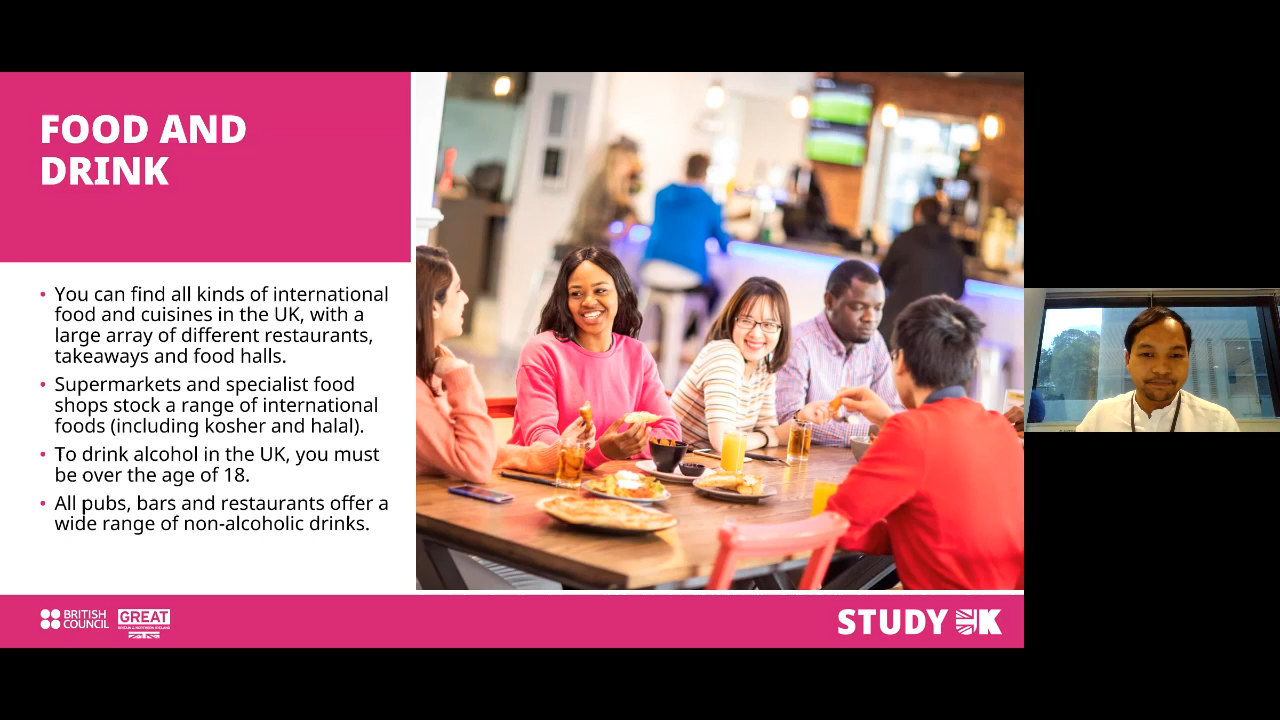 FOOD AND
DRINK
• You can find all kinds of international
food and cuisines in the UK, with a
large array of different restaurants,
takeaways and food halls.
• Supermarkets and specialist food
shops stock a range of international
foods (including kosher and halal).
• To drink alcohol in the UK, you must
be over the age of 18.
• All pubs, bars and restaurants offer a
wide range of non-alcoholic drinks.
BRITISH
COUNCIL
GREAT
BRITAIN & NORTHERN IRELAND
STUDY UK